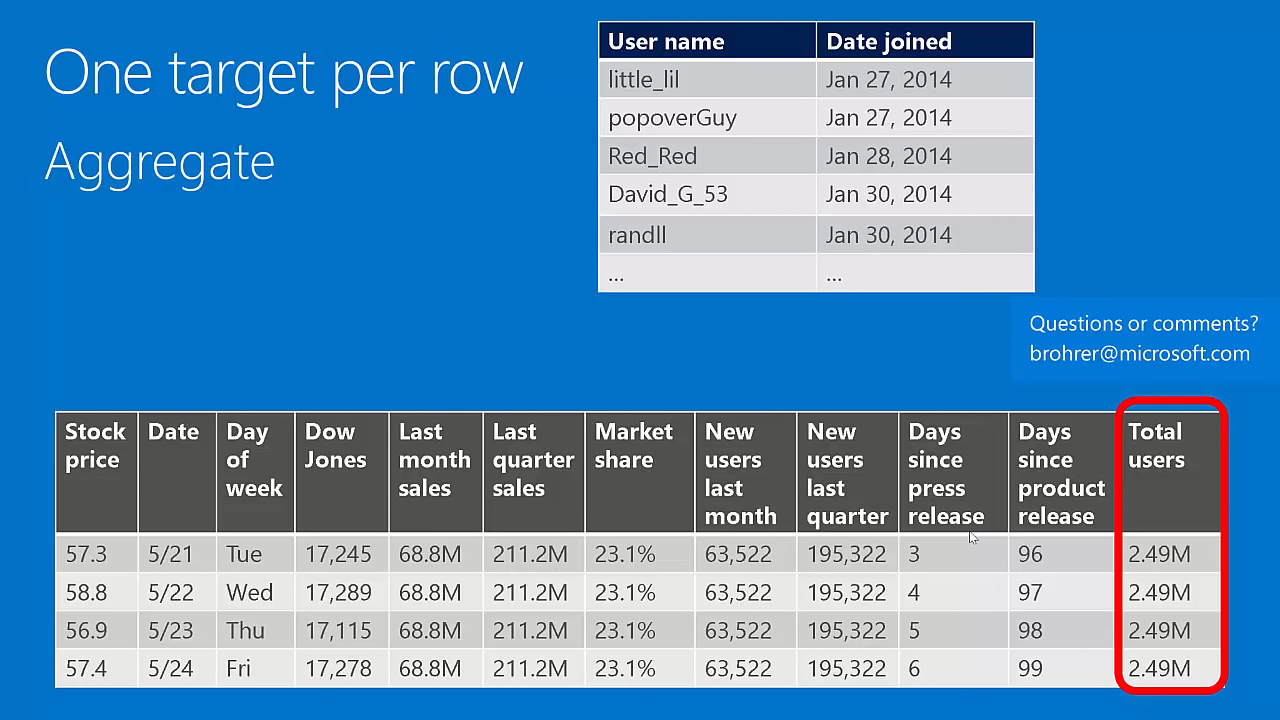 One target per row
Aggregate
User name Date joined
little_lil Jan 27, 2014
popoverGuy Jan 27, 2014
Red_Red Jan 28, 2014
David_G_53 Jan 30, 2014
randll Jan 30, 2014
... ...
Questions or comments?
brohrer@microsoft.com
Stock price Date Day of week Dow Jones Last month sales Last quarter sales Market share New users last month New users last quarter Days since press release Days since product release Total users
57.3 5/21 Tue 17,245 68.8M 211.2M 23.1% 63,522 195,322 3 96 2.49M
58.8 5/22 Wed 17,289 68.8M 211.2M 23.1% 63,522 195,322 4 97 2.49M
56.9 5/23 Thu 17,115 68.8M 211.2M 23.1% 63,522 195,322 5 98 2.49M
57.4 5/24 Fri 17,278 68.8M 211.2M 23.1% 63,522 195,322 6 99 2.49M